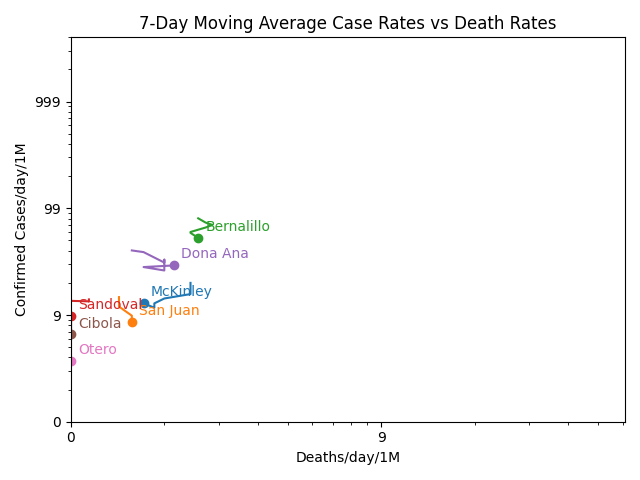 7-Day Moving Average Case Rates vs Death Rates
999
99
9
0
Confirmed Cases/day/1M
Bernalillo
Dona Ana
McKinley
Sandoval
San Juan
Cibola
Otero
0
9
Deaths/day/1M